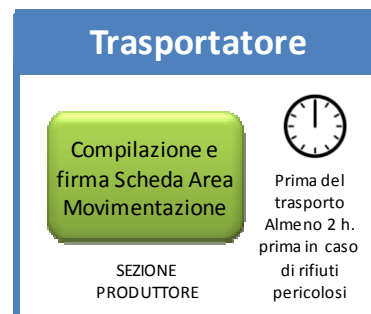 Trasportatore
Compilazione e
firma Scheda Area
Movimentazione
SEZIONE
PRODUTTORE
Prima del
trasporto
Almeno 2 h.
prima in caso
di rifiuti
pericolosi